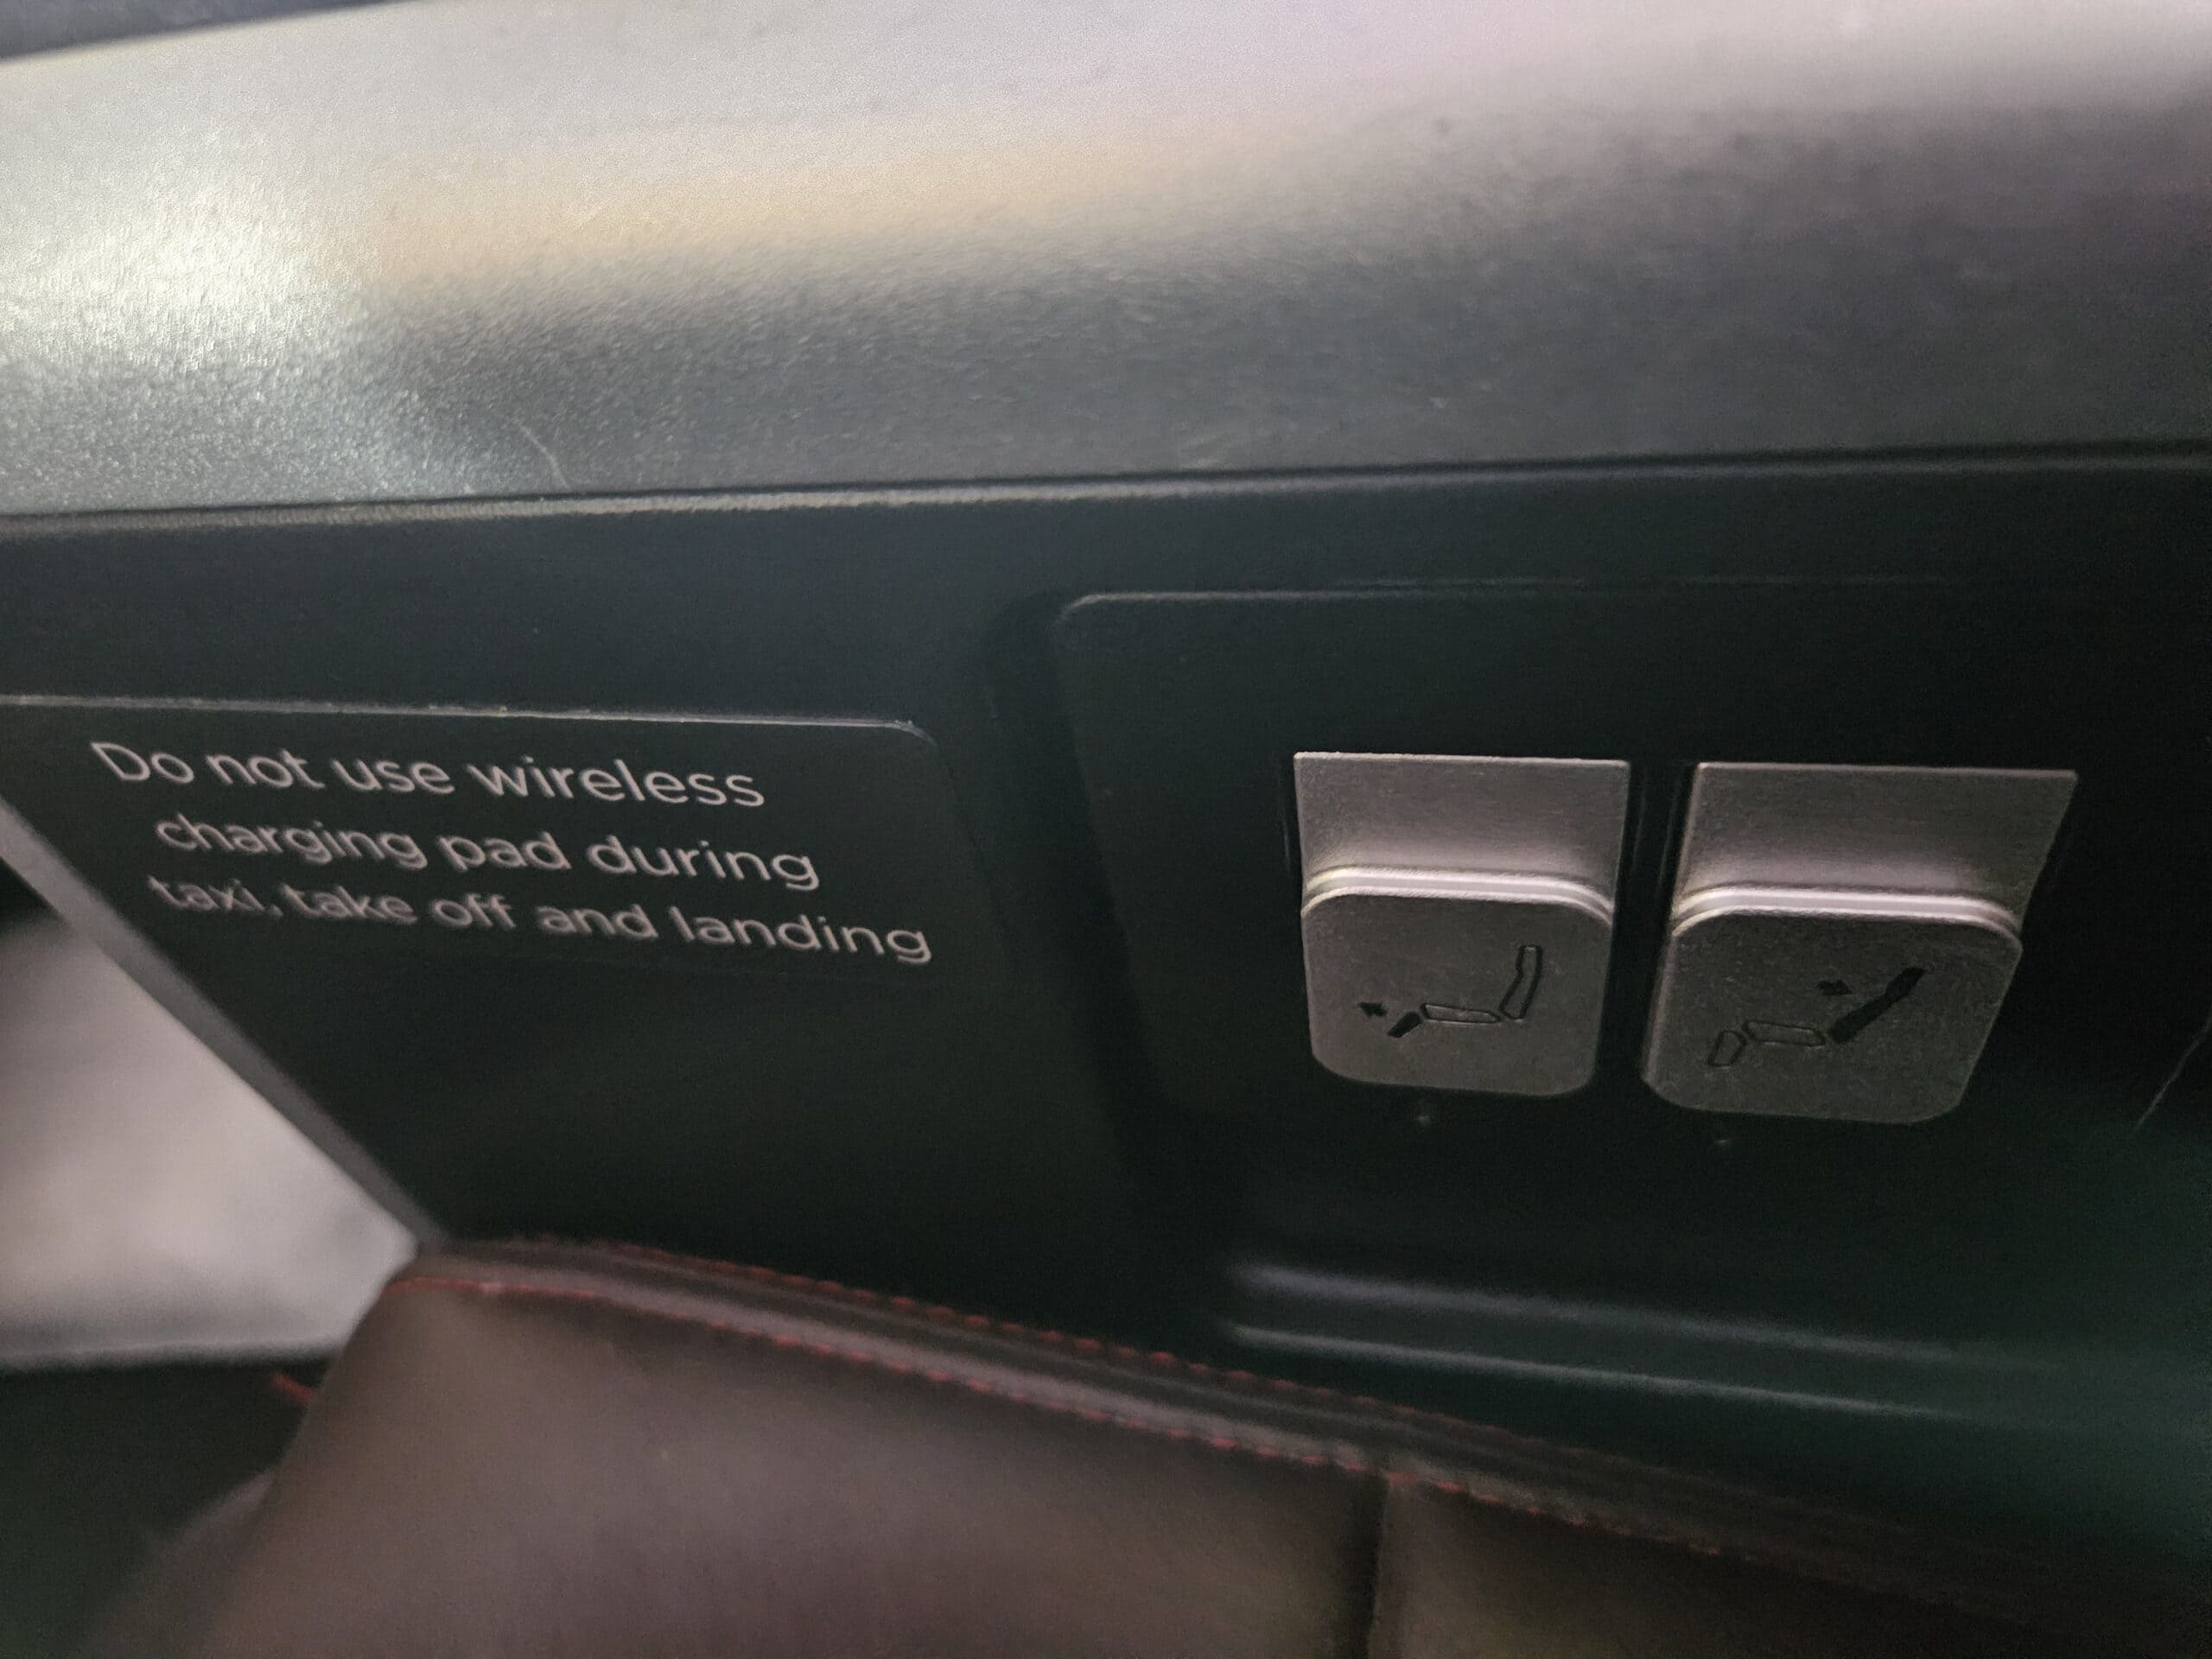 Do not use wireless
charging pad during
taxi, take off and landing